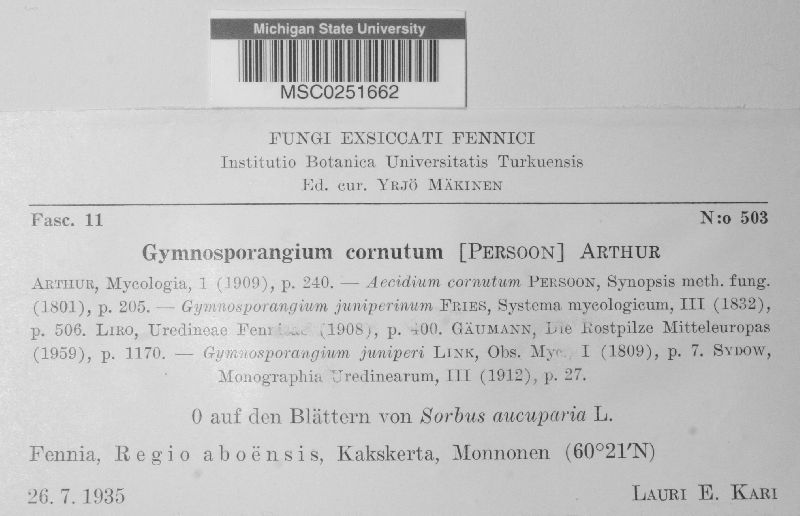 Michigan State University
MSC0251662
FUNGI EXSICCATI FENNICI
Institutio Botanica Universitatis Turkuensis
Ed. cur. YRJÖ MÄKINEN
Fasc. 11 N:o 503
Gymnosporangium cornutum [PERSOON] ARTHUR
ARTHUR, Mycologia, 1 (1909), p. 240. — Aecidium cornutum PERSOON, Synopsis meth. fung.
(1801), p. 205. — Gymnosporangium juniperinum FRIES, Systema mycologicum, III (1832),
p. 506. LIRO, Uredineae Fennicae (1908), p. 400. GÄUMANN, Die Rostpilze Mitteleuropas
(1959), p. 1170. — Gymnosporangium juniperi LINK, Obs. Myc., I (1809), p. 7. SYDOW,
Monographia Uredinearum, III (1912), p. 27.
0 auf den Blättern von Sorbus aucuparia L.
Fennia, Regio aboënsis, Kakskerta, Monnonen (60°21′N)
26. 7. 1935 LAURI E. KARI